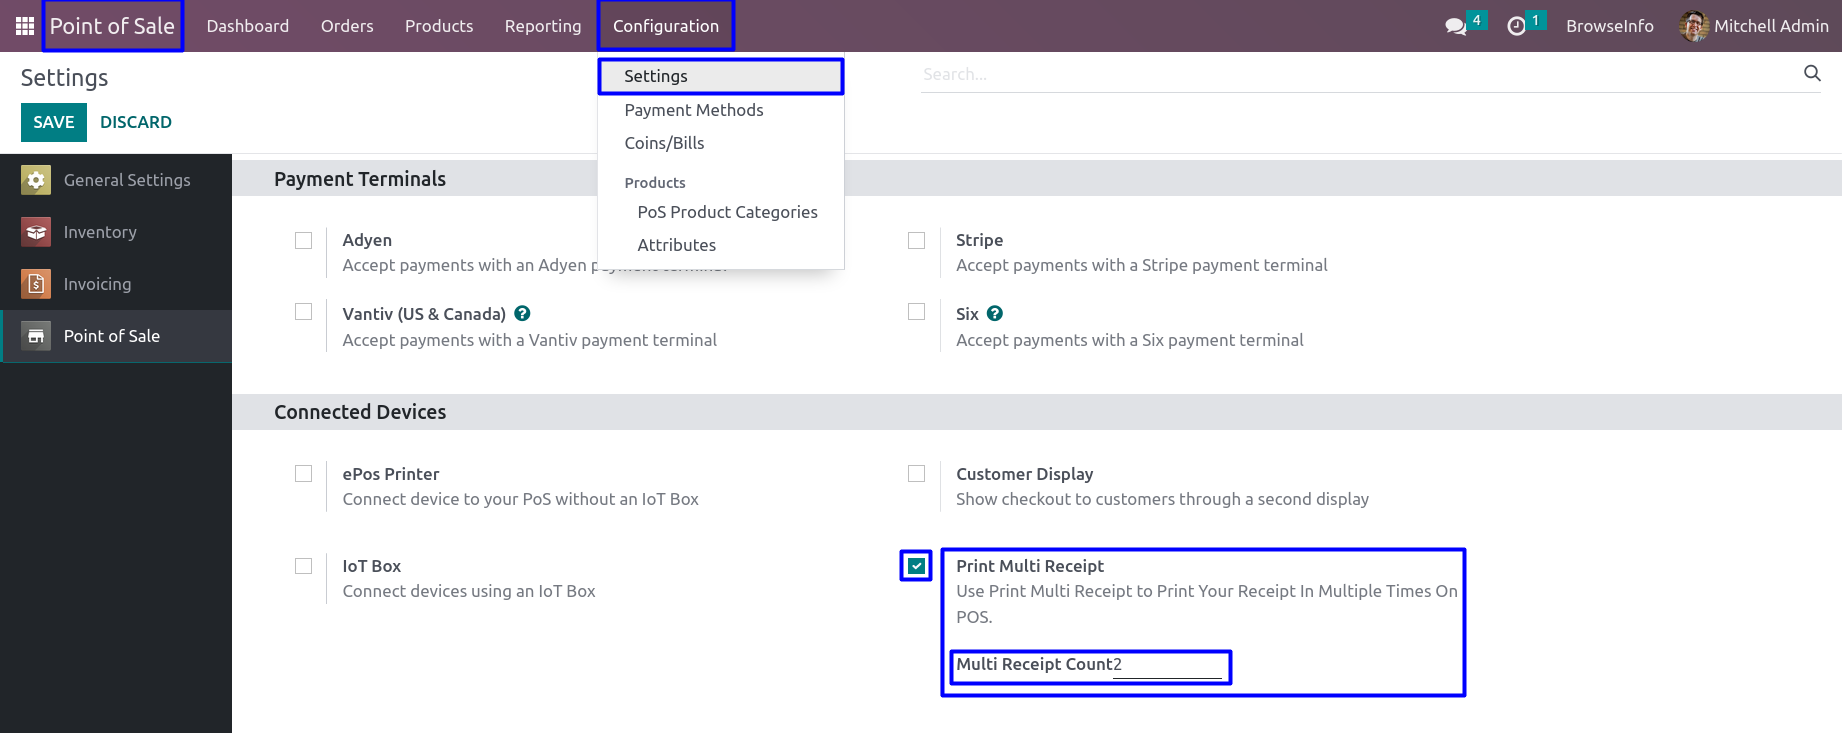 Point of Sale Dashboard Orders Products Reporting Configuration 4 1 BrowseInfo Mitchell Admin
Settings
Search...
SAVE DISCARD
Settings
Payment Methods
Coins/Bills
Products
PoS Product Categories
Attributes
General Settings
Inventory
Invoicing
Point of Sale
Payment Terminals
Adyen
Accept payments with an Adyen payment terminal
Stripe
Accept payments with a Stripe payment terminal
Vantiv (US & Canada) ?
Accept payments with a Vantiv payment terminal
Six ?
Accept payments with a Six payment terminal
Connected Devices
ePos Printer
Connect device to your PoS without an IoT Box
Customer Display
Show checkout to customers through a second display
IoT Box
Connect devices using an IoT Box
Print Multi Receipt
Use Print Multi Receipt to Print Your Receipt In Multiple Times On
POS.
Multi Receipt Count2